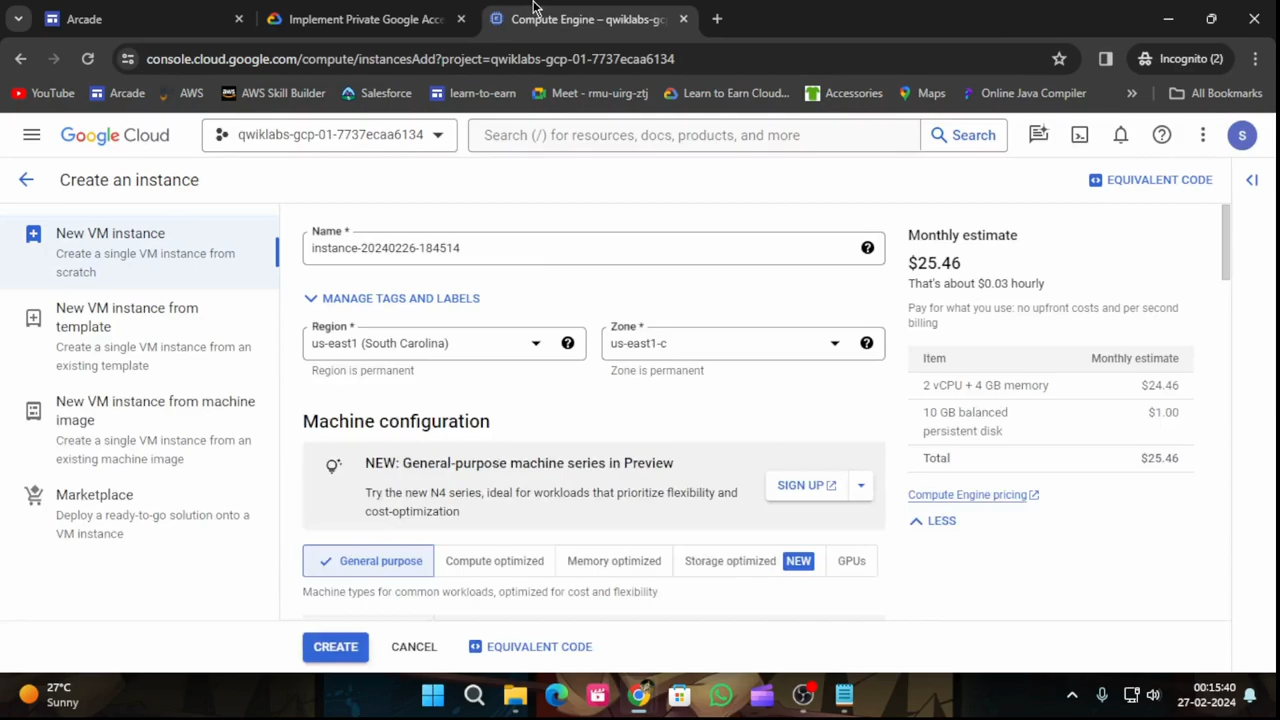 Arcade
Implement Private Google Acce
Compute Engine – qwiklabs-gc
console.cloud.google.com/compute/instancesAdd?project=qwiklabs-gcp-01-7737ecaa6134
Incognito (2)
YouTube
Arcade
AWS
AWS Skill Builder
Salesforce
learn-to-earn
Meet - rmu-uirg-ztj
Learn to Earn Cloud...
Accessories
Maps
Online Java Compiler
All Bookmarks
Google Cloud
qwiklabs-gcp-01-7737ecaa6134
Search (/) for resources, docs, products, and more
Search
S
Create an instance
EQUIVALENT CODE
New VM instance
Create a single VM instance from
scratch
New VM instance from
template
Create a single VM instance from an
existing template
New VM instance from machine
image
Create a single VM instance from an
existing machine image
Marketplace
Deploy a ready-to-go solution onto a
VM instance
Name *
instance-20240226-184514
MANAGE TAGS AND LABELS
Region *
us-east1 (South Carolina)
Region is permanent
Zone *
us-east1-c
Zone is permanent
Machine configuration
NEW: General-purpose machine series in Preview
Try the new N4 series, ideal for workloads that prioritize flexibility and
cost-optimization
SIGN UP
General purpose
Compute optimized
Memory optimized
Storage optimized NEW
GPUs
Machine types for common workloads, optimized for cost and flexibility
CREATE
CANCEL
EQUIVALENT CODE
Monthly estimate
$25.46
That's about $0.03 hourly
Pay for what you use: no upfront costs and per second
billing
Item Monthly estimate
2 vCPU + 4 GB memory $24.46
10 GB balanced $1.00
persistent disk
Total $25.46
Compute Engine pricing
LESS
27°C
Sunny
00:15:40
27-02-2024